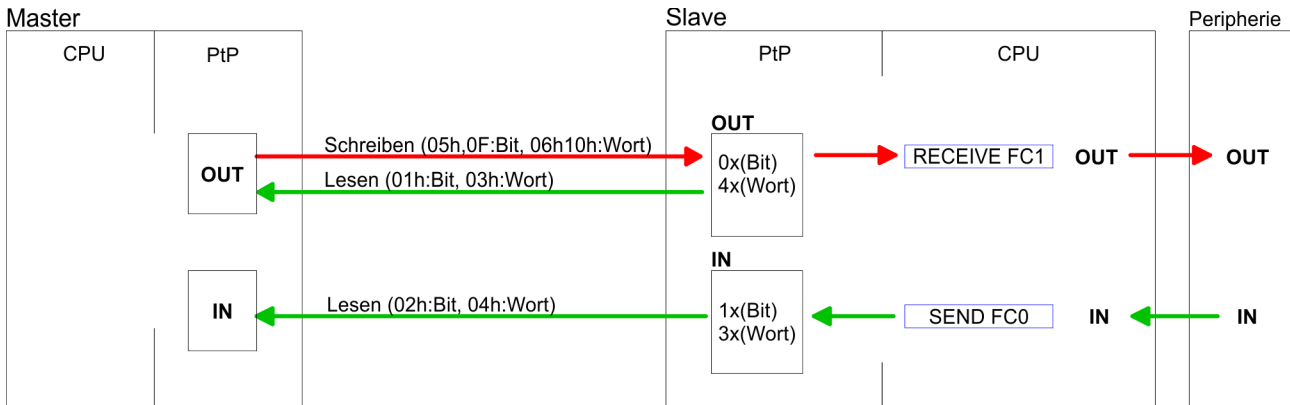 Master
Slave
Peripherie
CPU
PtP
PtP
CPU
OUT
Schreiben (05h,0F:Bit, 06h10h:Wort)
OUT
0x(Bit)
4x(Wort)
RECEIVE FC1
OUT
OUT
Lesen (01h:Bit, 03h:Wort)
IN
IN
Lesen (02h:Bit, 04h:Wort)
1x(Bit)
3x(Wort)
SEND FC0
IN
IN